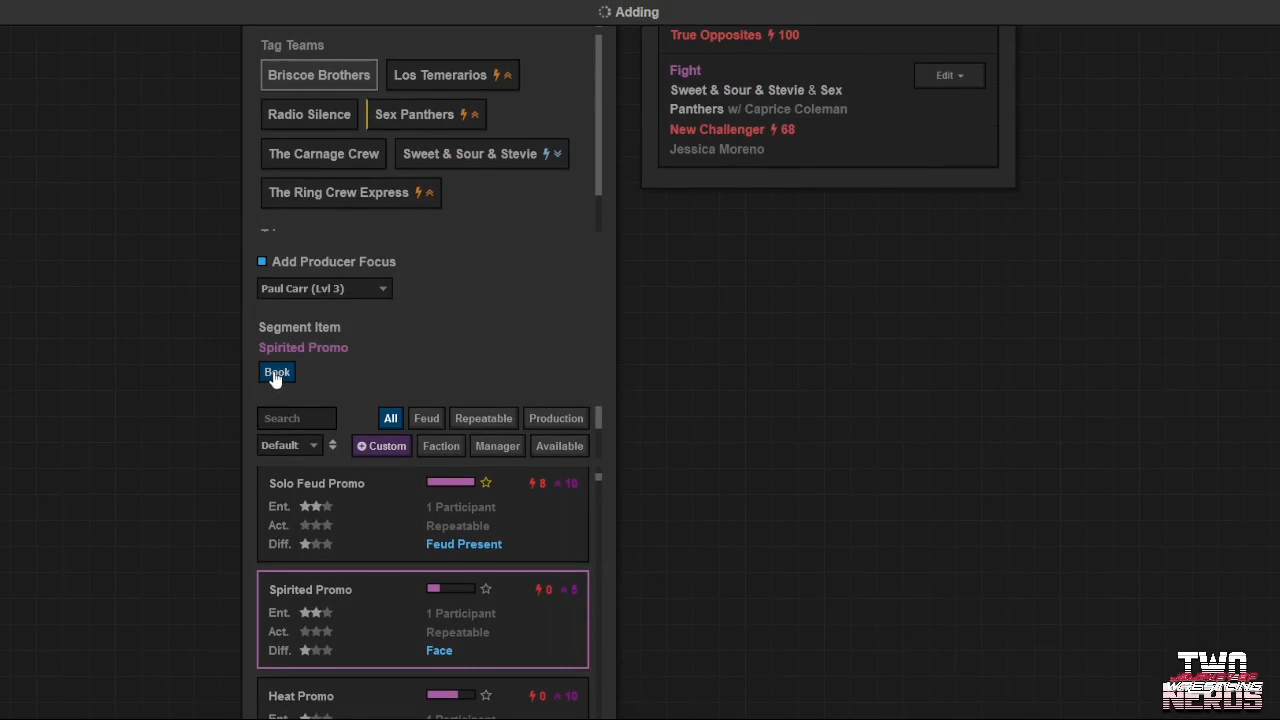 Adding
Tag Teams
Briscoe Brothers
Los Temerarios
Radio Silence
Sex Panthers
The Carnage Crew
Sweet & Sour & Stevie
The Ring Crew Express
Add Producer Focus
Paul Carr (Lvl 3)
Segment Item
Spirited Promo
Book
Search
All
Feud
Repeatable
Production
Default
Custom
Faction
Manager
Available
Solo Feud Promo
8
10
Ent.
1 Participant
Act.
Repeatable
Diff.
Feud Present
Spirited Promo
0
5
Ent.
1 Participant
Act.
Repeatable
Diff.
Face
Heat Promo
0
10
True Opposites 100
Fight
Edit
Sweet & Sour & Stevie & Sex
Panthers w/ Caprice Coleman
New Challenger 68
Jessica Moreno
TWO
WRESTLING
NERDS